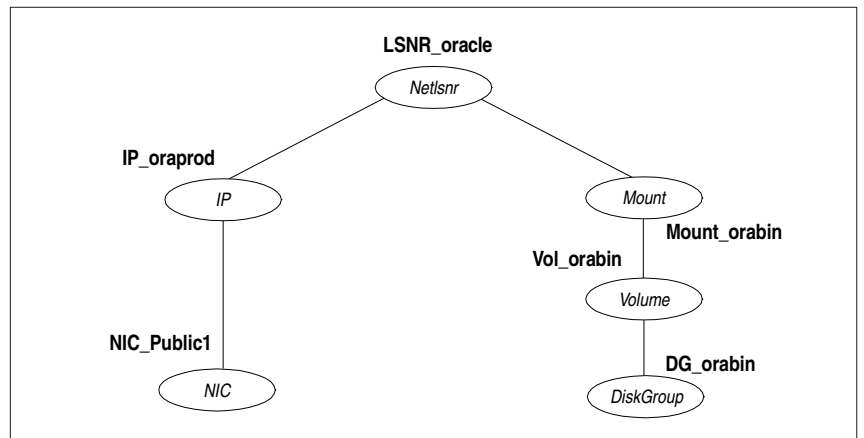 LSNR_oracle
Netlsnr
IP_oraprod
IP
Mount
Mount_orabin
Vol_orabin
Volume
NIC_Public1
DG_orabin
NIC
DiskGroup